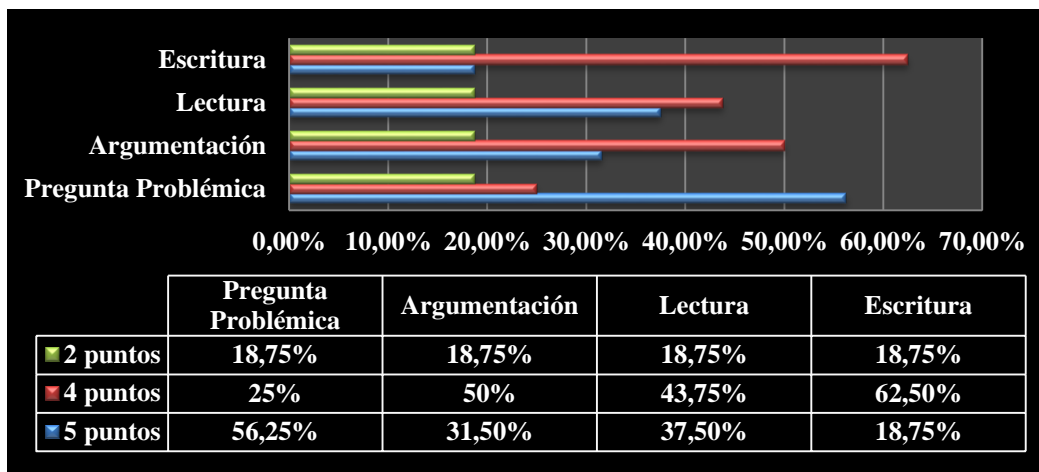 Escritura
Lectura
Argumentación
Pregunta Problémica
0,00% 10,00% 20,00% 30,00% 40,00% 50,00% 60,00% 70,00%
Pregunta
Problémica Argumentación Lectura Escritura
2 puntos 18,75% 18,75% 18,75% 18,75%
4 puntos 25% 50% 43,75% 62,50%
5 puntos 56,25% 31,50% 37,50% 18,75%